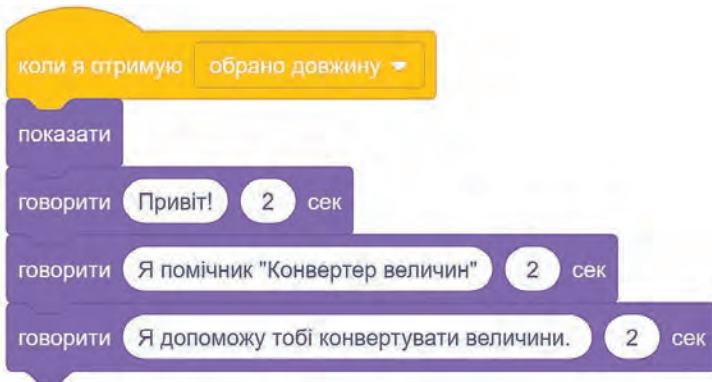 коли я отримую обрано довжину
показати
говорити Привіт! 2 сек
говорити Я помічник "Конвертер величин" 2 сек
говорити Я допоможу тобі конвертувати величини. 2 сек